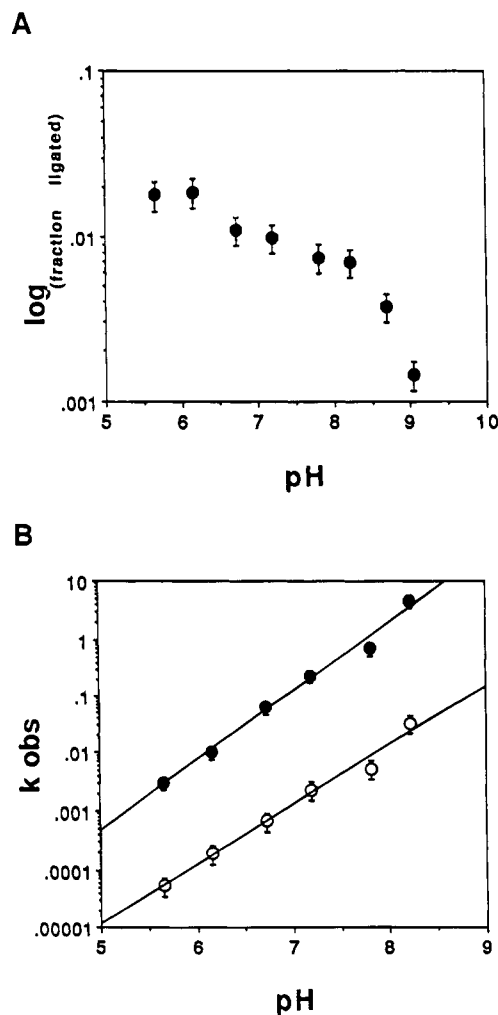 A
.1
.01
.001
log(fraction ligated)
5 6 7 8 9 10
pH
B
10
1
.1
.01
.001
.0001
.00001
k obs
5 6 7 8 9
pH